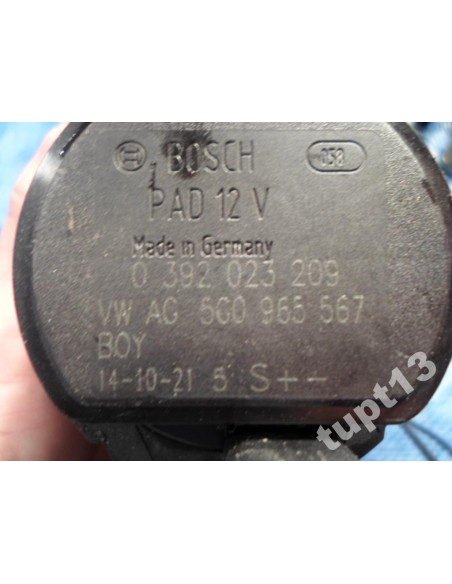 BOSCH 058
PAD 12 V
Made in Germany
0 392 023 209
VW AG 5G0 965 567
BOY
14-10-21 5 S+-
tupt13